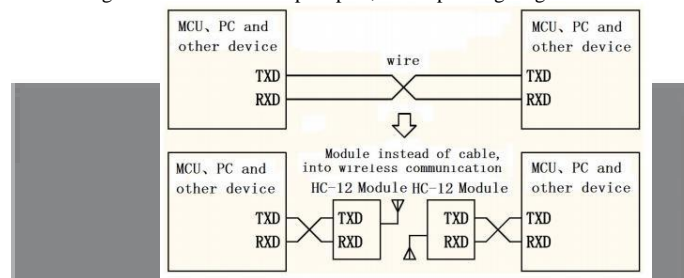 MCU、PC and
other device
TXD
RXD
wire
MCU、PC and
other device
TXD
RXD
Module instead of cable,
into wireless communication
HC-12 Module HC-12 Module
MCU、PC and
other device
TXD
RXD
TXD
RXD
TXD
RXD
MCU、PC and
other device
TXD
RXD